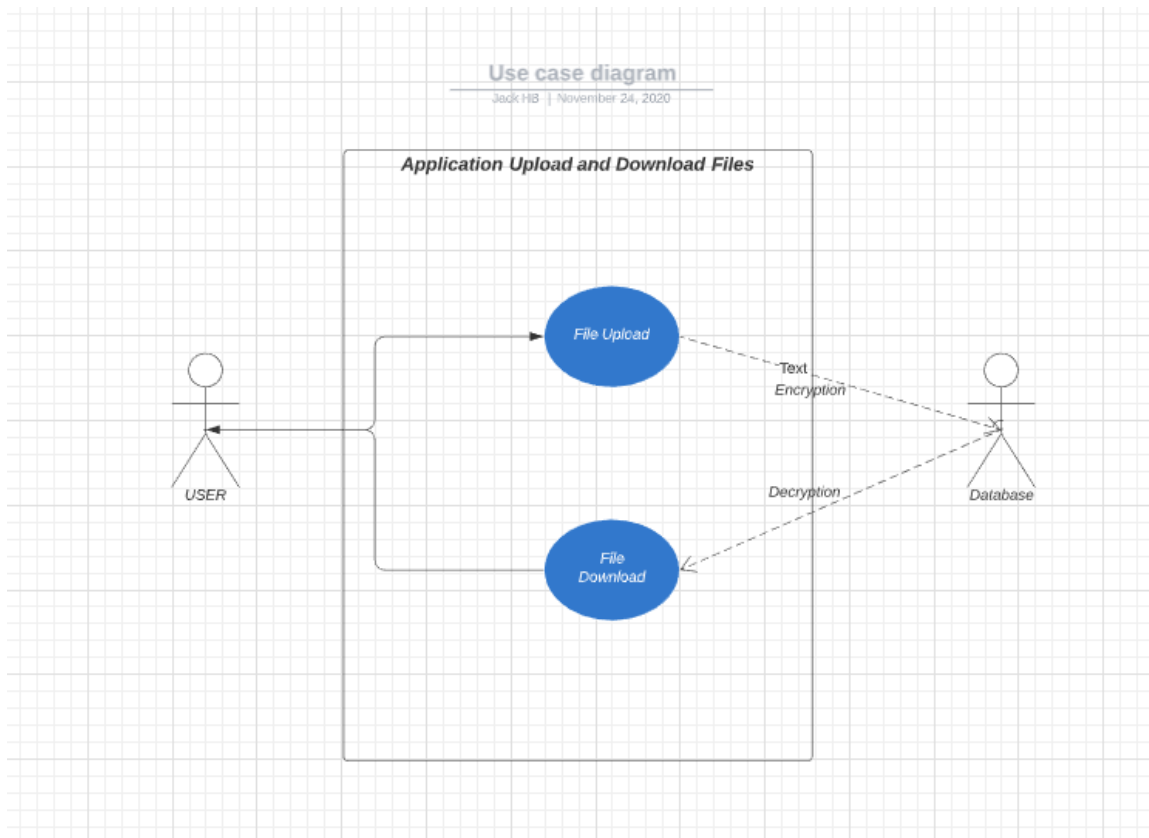 Use case diagram
Jack HB | November 24, 2020
Application Upload and Download Files
File Upload
Text
Encryption
USER
Database
Decryption
File
Download